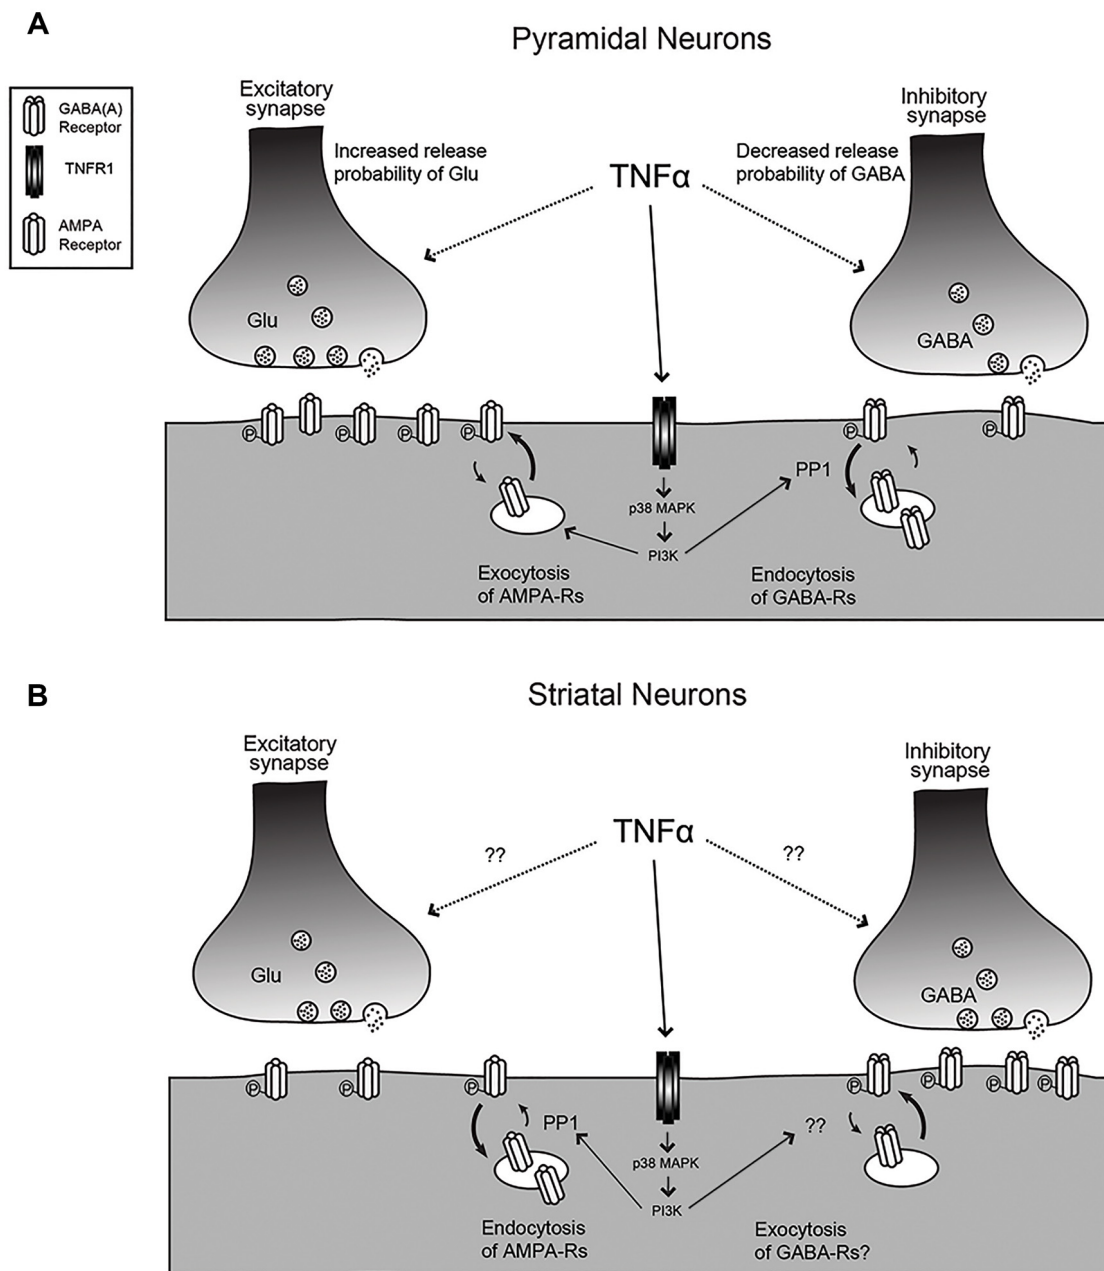 A
Pyramidal Neurons
GABA(A)
Receptor
TNFR1
AMPA
Receptor
Excitatory
synapse
Increased release
probability of Glu
TNFα
Decreased release
probability of GABA
Inhibitory
synapse
Glu
GABA
P
P
P
P
P
P
PP1
p38 MAPK
PI3K
Exocytosis
of AMPA-Rs
Endocytosis
of GABA-Rs
B
Striatal Neurons
Excitatory
synapse
Inhibitory
synapse
TNFα
??
??
Glu
GABA
P
P
P
P
P
P
P
PP1
??
p38 MAPK
PI3K
Endocytosis
of AMPA-Rs
Exocytosis
of GABA-Rs?